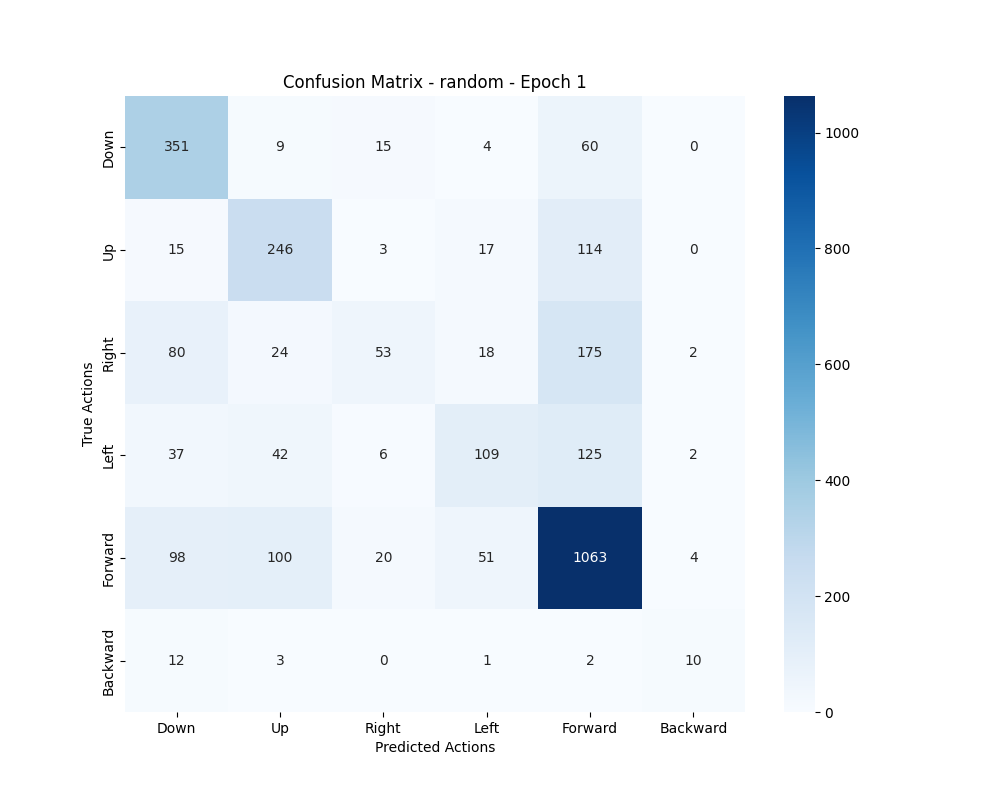 Confusion Matrix - random - Epoch 1
True Actions
Down 351 9 15 4 60 0
Up 15 246 3 17 114 0
Right 80 24 53 18 175 2
Left 37 42 6 109 125 2
Forward 98 100 20 51 1063 4
Backward 12 3 0 1 2 10
Down Up Right Left Forward Backward
Predicted Actions
1000
800
600
400
200
0